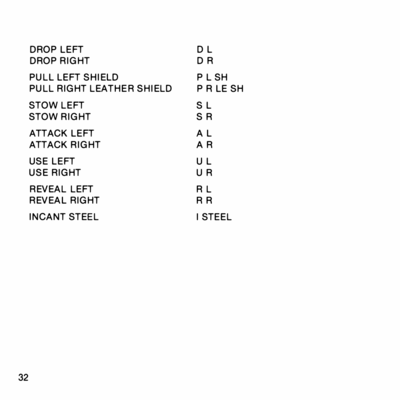 DROP LEFT D L
DROP RIGHT D R
PULL LEFT SHIELD P L SH
PULL RIGHT LEATHER SHIELD P R LE SH
STOW LEFT S L
STOW RIGHT S R
ATTACK LEFT A L
ATTACK RIGHT A R
USE LEFT U L
USE RIGHT U R
REVEAL LEFT R L
REVEAL RIGHT R R
INCANT STEEL I STEEL
32